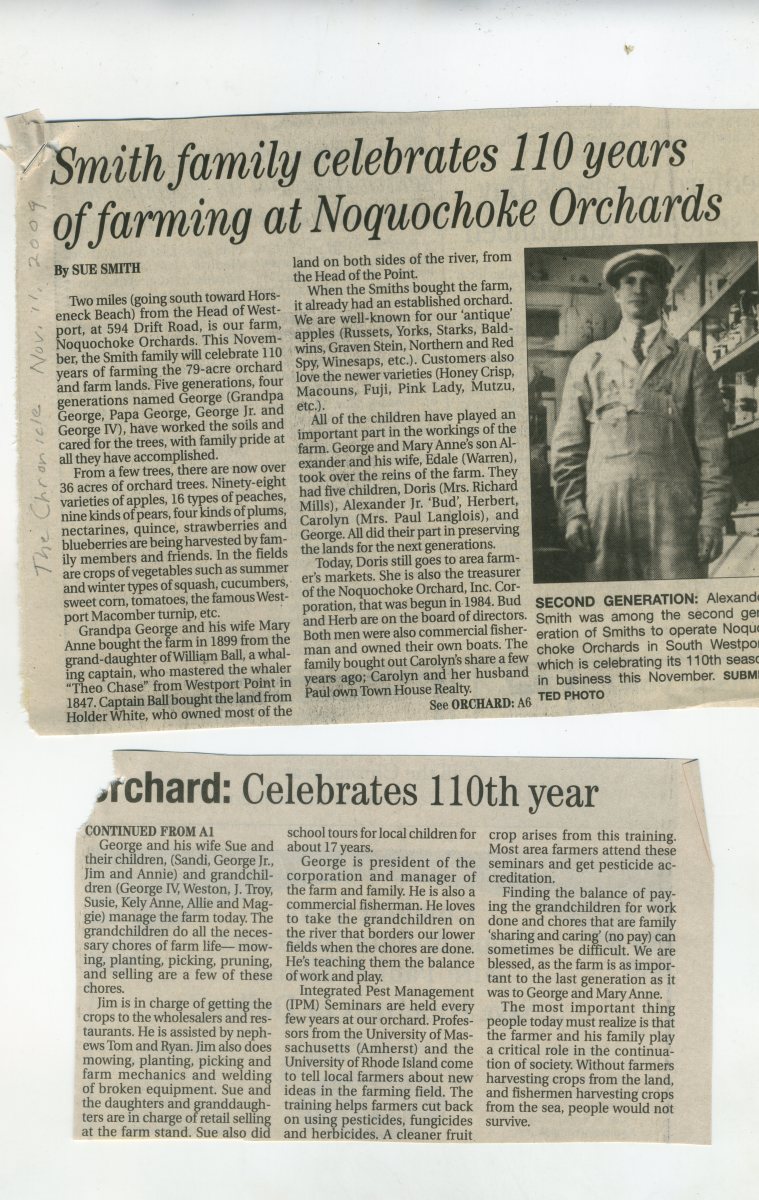 Smith family celebrates 110 years
of farming at Noquochoke Orchards
The Chronicle Nov. 11, 2009
By SUE SMITH
Two miles (going south toward Hors-
eneck Beach) from the Head of West-
port, at 594 Drift Road, is our farm,
Noquochoke Orchards. This Novem-
ber, the Smith family will celebrate 110
years of farming the 79-acre orchard
and farm lands. Five generations, four
generations named George (Grandpa
George, Papa George, George Jr. and
George IV), have worked the soils and
cared for the trees, with family pride at
all they have accomplished.
From a few trees, there are now over
36 acres of orchard trees. Ninety-eight
varieties of apples, 16 types of peaches,
nine kinds of pears, four kinds of plums,
nectarines, quince, strawberries and
blueberries are being harvested by fam-
ily members and friends. In the fields
are crops of vegetables such as summer
and winter types of squash, cucumbers,
sweet corn, tomatoes, the famous West-
port Macomber turnip, etc.
Grandpa George and his wife Mary
Anne bought the farm in 1899 from the
grand-daughter of William Ball, a whal-
ing captain, who mastered the whaler
"Theo Chase" from Westport Point in
1847. Captain Ball bought the land from
Holder White, who owned most of the
land on both sides of the river, from
the Head of the Point.
When the Smiths bought the farm,
it already had an established orchard.
We are well-known for our 'antique'
apples (Russets, Yorks, Starks, Bald-
wins, Graven Stein, Northern and Red
Spy, Winesaps, etc.). Customers also
love the newer varieties (Honey Crisp,
Macouns, Fuji, Pink Lady, Mutzu,
etc.).
All of the children have played an
important part in the workings of the
farm. George and Mary Anne's son Al-
exander and his wife, Edale (Warren),
took over the reins of the farm. They
had five children, Doris (Mrs. Richard
Mills), Alexander Jr. 'Bud', Herbert,
Carolyn (Mrs. Paul Langlois), and
George. All did their part in preserving
the lands for the next generations.
Today, Doris still goes to area farm-
er's markets. She is also the treasurer
of the Noquochoke Orchard, Inc. Cor-
poration, that was begun in 1984. Bud
and Herb are on the board of directors.
Both men were also commercial fisher-
man and owned their own boats. The
family bought out Carolyn's share a few
years ago; Carolyn and her husband
Paul own Town House Realty.
See ORCHARD: A6
SECOND GENERATION: Alexande
Smith was among the second gen
eration of Smiths to operate Noquo
choke Orchards in South Westpor
which is celebrating its 110th seaso
in business this November. SUBMI
TED PHOTO
orchard: Celebrates 110th year
CONTINUED FROM A1
George and his wife Sue and
their children, (Sandi, George Jr.,
Jim and Annie) and grandchil-
dren (George IV, Weston, J. Troy,
Susie, Kely Anne, Allie and Mag-
gie) manage the farm today. The
grandchildren do all the neces-
sary chores of farm life— mow-
ing, planting, picking, pruning,
and selling are a few of these
chores.
Jim is in charge of getting the
crops to the wholesalers and res-
taurants. He is assisted by neph-
ews Tom and Ryan. Jim also does
mowing, planting, picking and
farm mechanics and welding
of broken equipment. Sue and
the daughters and granddaugh-
ters are in charge of retail selling
at the farm stand. Sue also did
school tours for local children for
about 17 years.
George is president of the
corporation and manager of
the farm and family. He is also a
commercial fisherman. He loves
to take the grandchildren on
the river that borders our lower
fields when the chores are done.
He's teaching them the balance
of work and play.
Integrated Pest Management
(IPM) Seminars are held every
few years at our orchard. Profes-
sors from the University of Mas-
sachusetts (Amherst) and the
University of Rhode Island come
to tell local farmers about new
ideas in the farming field. The
training helps farmers cut back
on using pesticides, fungicides
and herbicides. A cleaner fruit
crop arises from this training.
Most area farmers attend these
seminars and get pesticide ac-
creditation.
Finding the balance of pay-
ing the grandchildren for work
done and chores that are family
'sharing and caring' (no pay) can
sometimes be difficult. We are
blessed, as the farm is as impor-
tant to the last generation as it
was to George and Mary Anne.
The most important thing
people today must realize is that
the farmer and his family play
a critical role in the continua-
tion of society. Without farmers
harvesting crops from the land,
and fishermen harvesting crops
from the sea, people would not
survive.